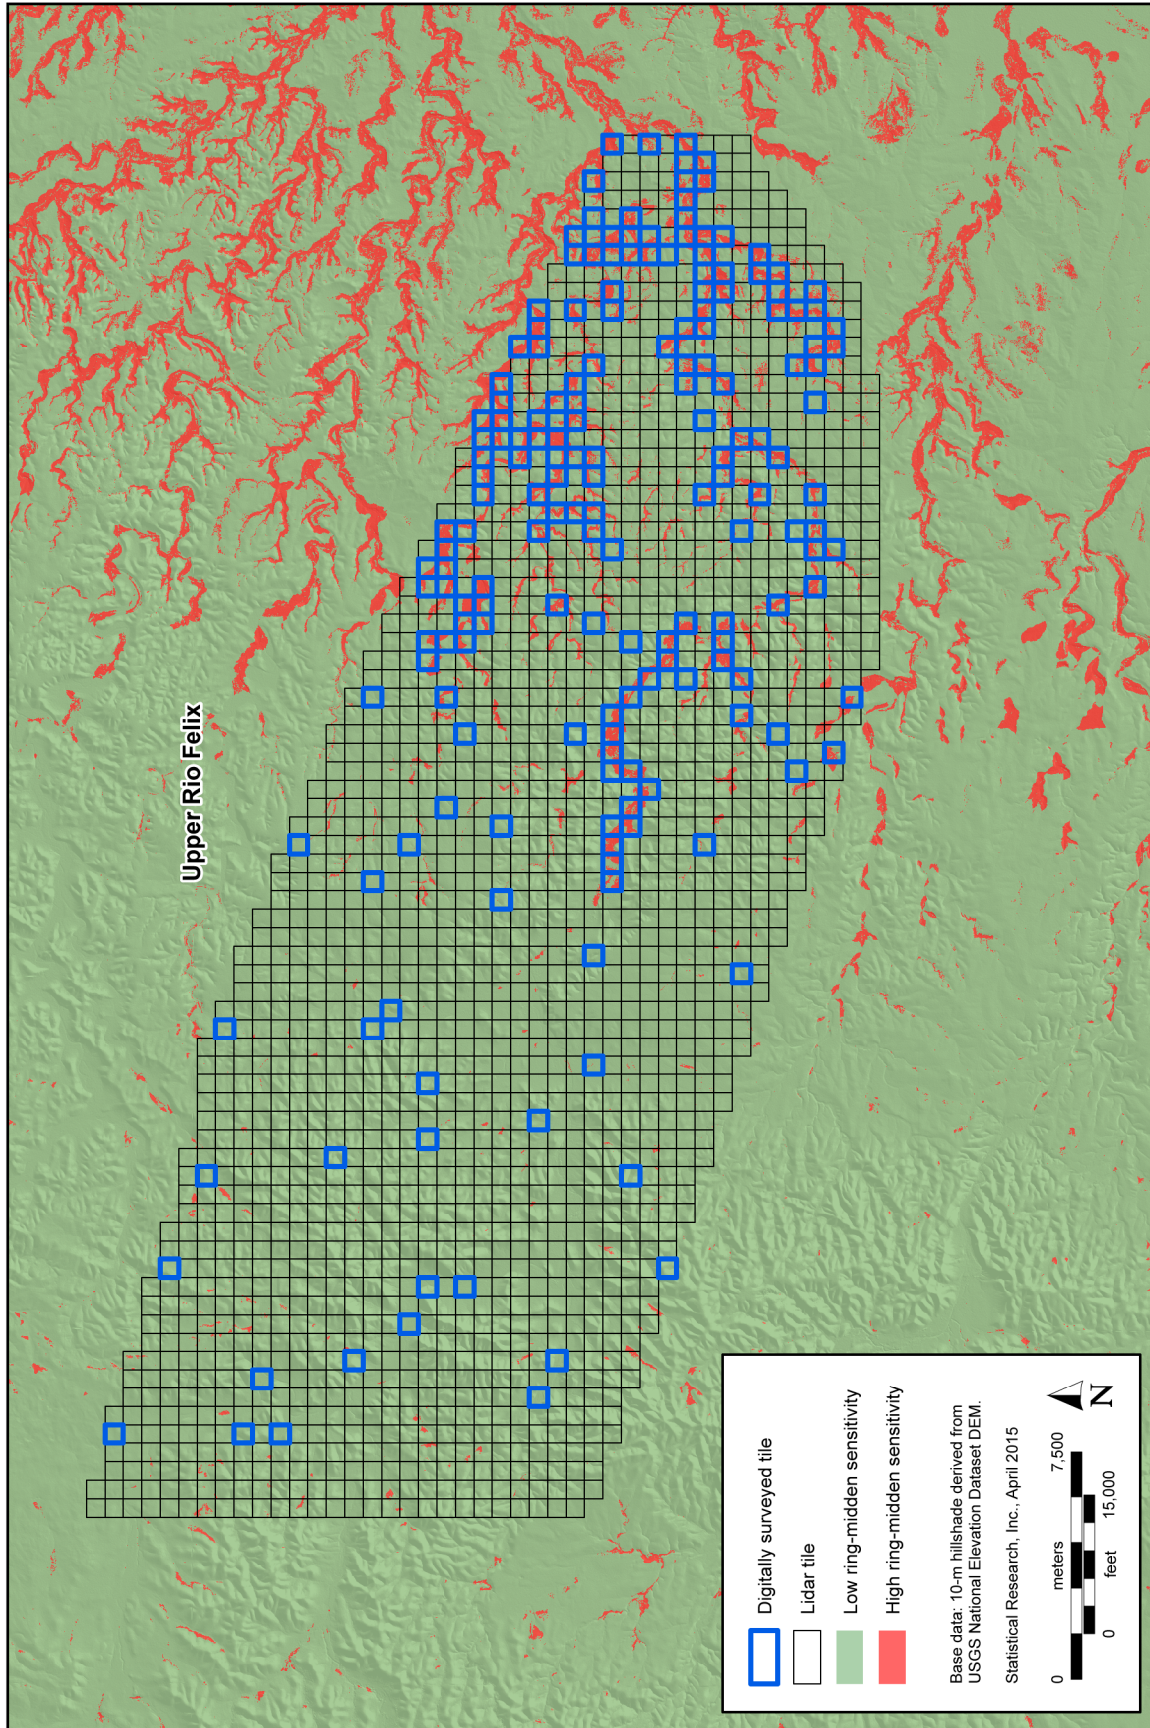 Upper Rio Felix
Digitally surveyed tile
Lidar tile
Low ring-midden sensitivity
High ring-midden sensitivity
Base data: 10-m hillshade derived from
USGS National Elevation Dataset DEM.
Statistical Research, Inc., April 2015
0 meters 7,500
0 feet 15,000
N